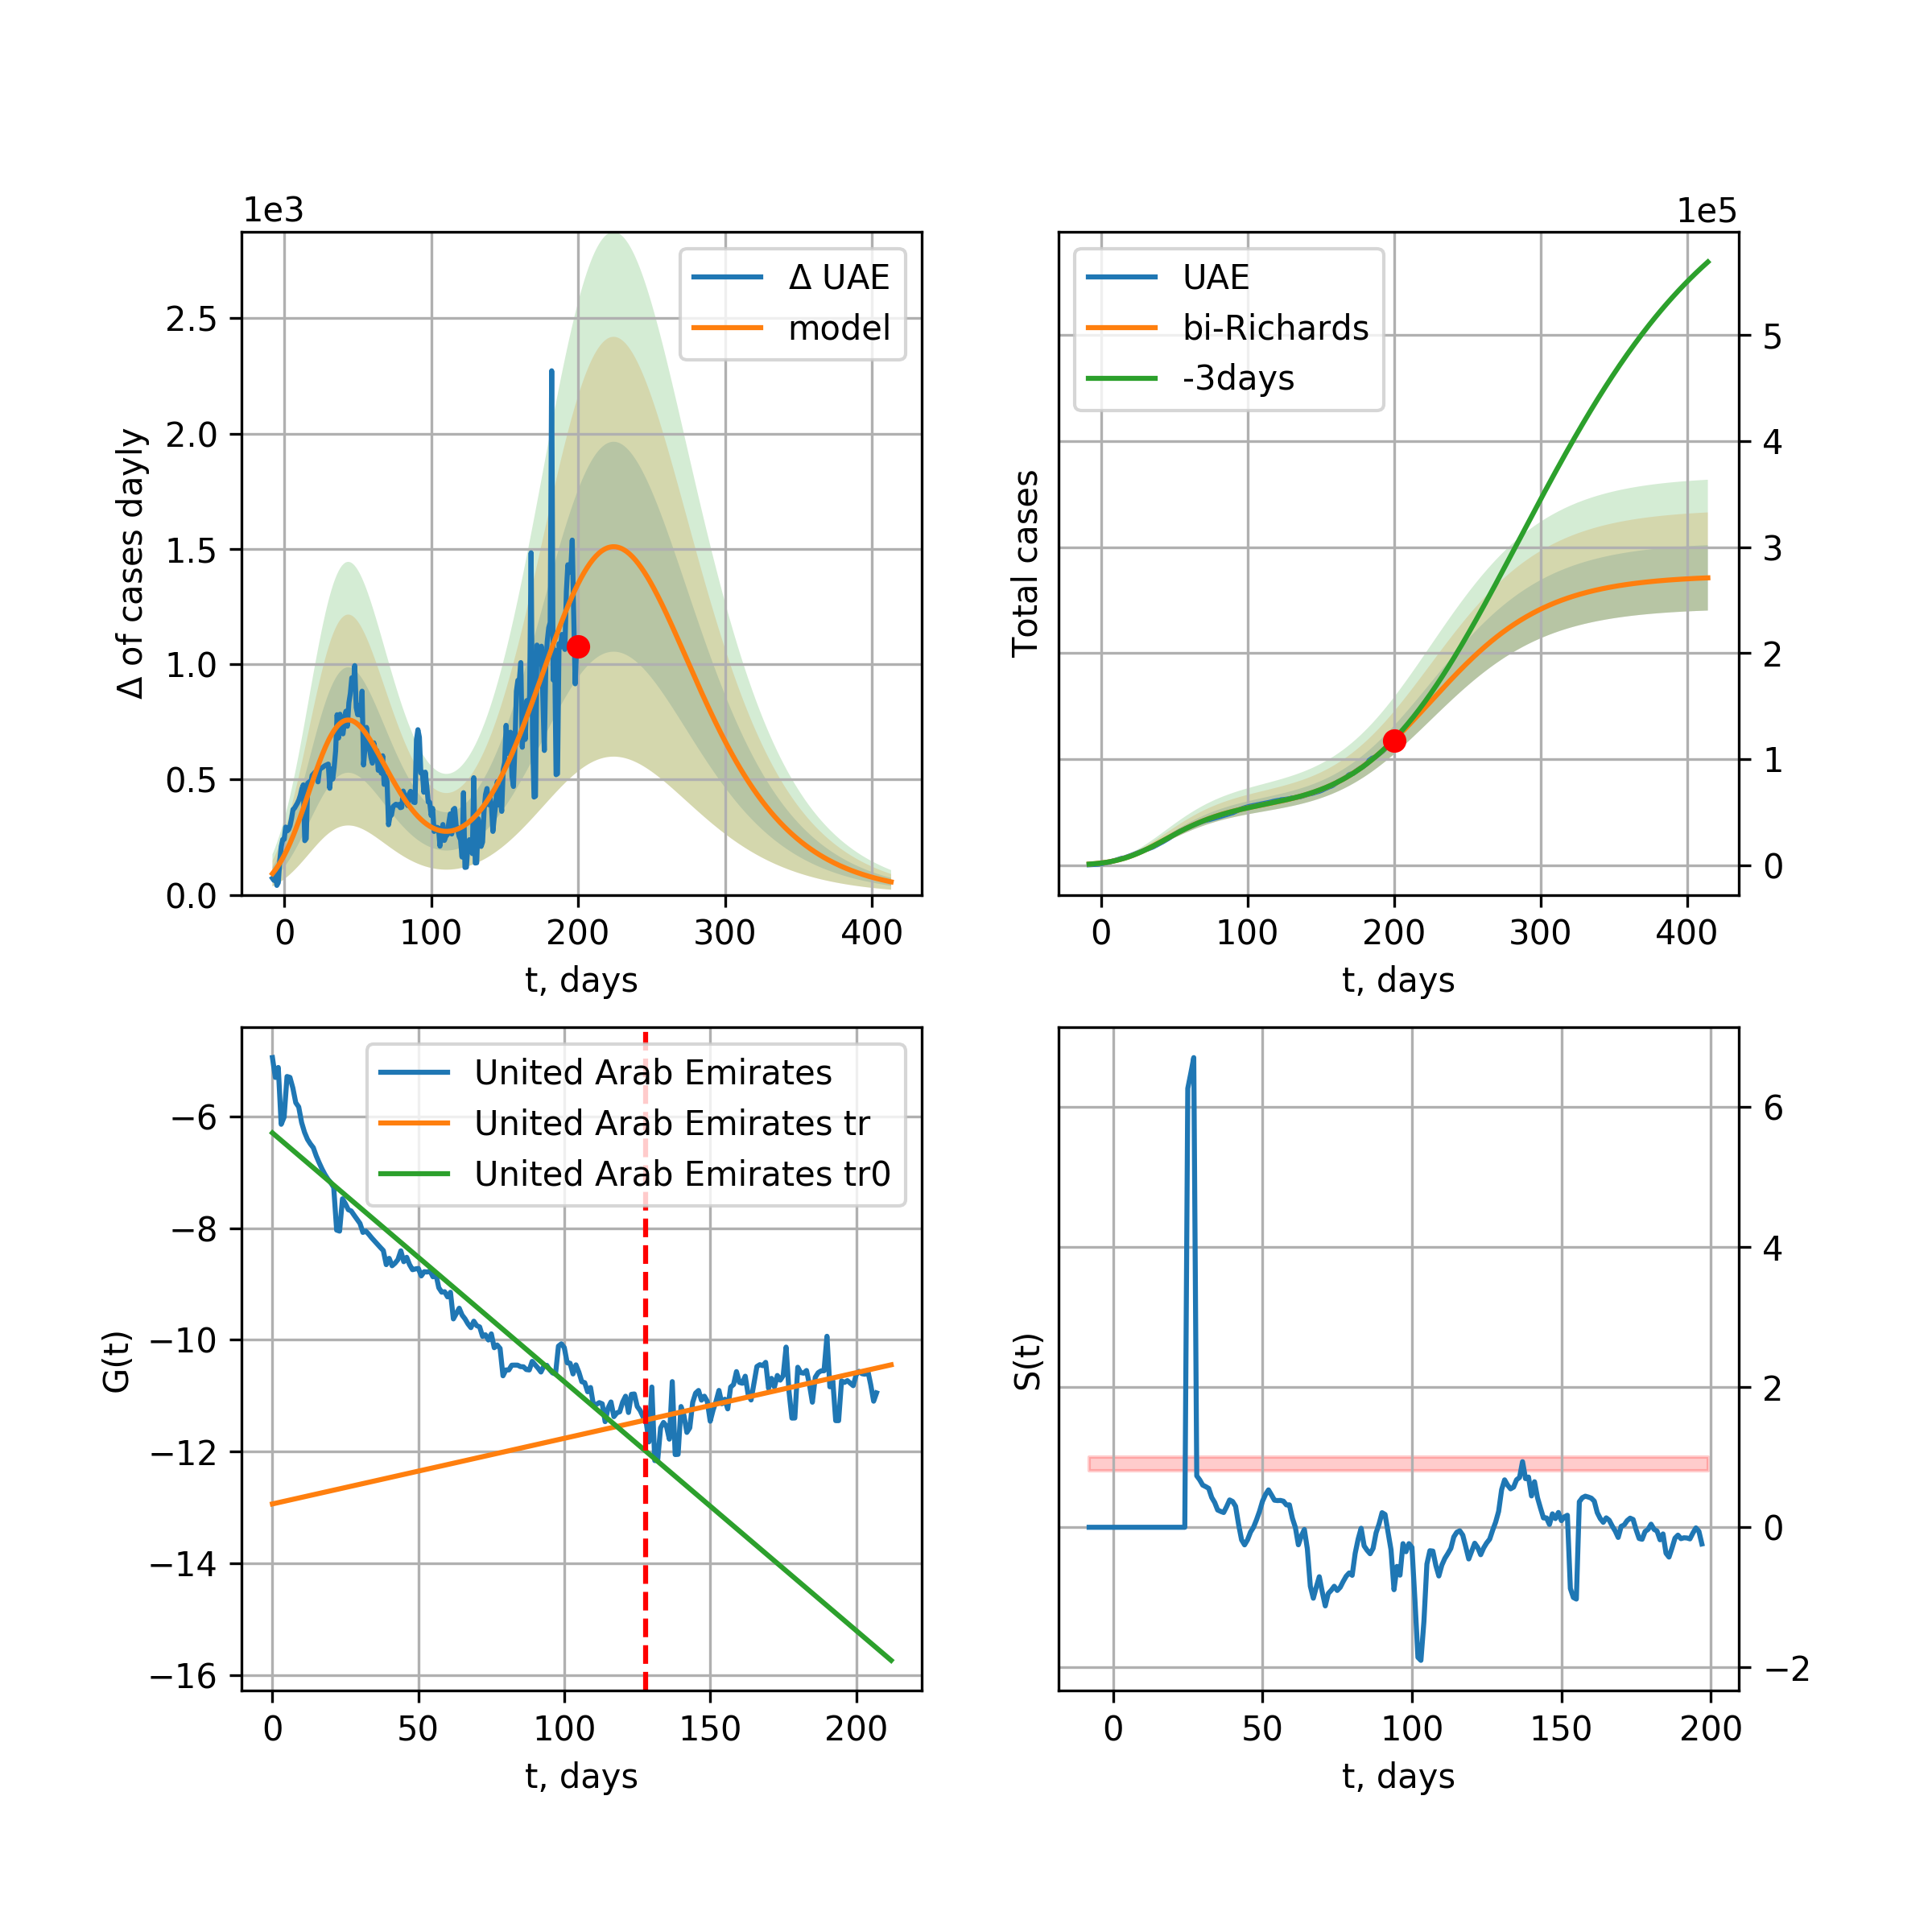 1e3
Δ of cases dayly
2.5
2.0
1.5
1.0
0.5
0.0
Δ UAE
model
0 100 200 300 400
t, days
1e5
Total cases
UAE
bi-Richards
-3days
5
4
3
2
1
0
0 100 200 300 400
t, days
G(t)
−6
−8
−10
−12
−14
−16
United Arab Emirates
United Arab Emirates tr
United Arab Emirates tr0
0 50 100 150 200
t, days
S(t)
6
4
2
0
−2
0 50 100 150 200
t, days